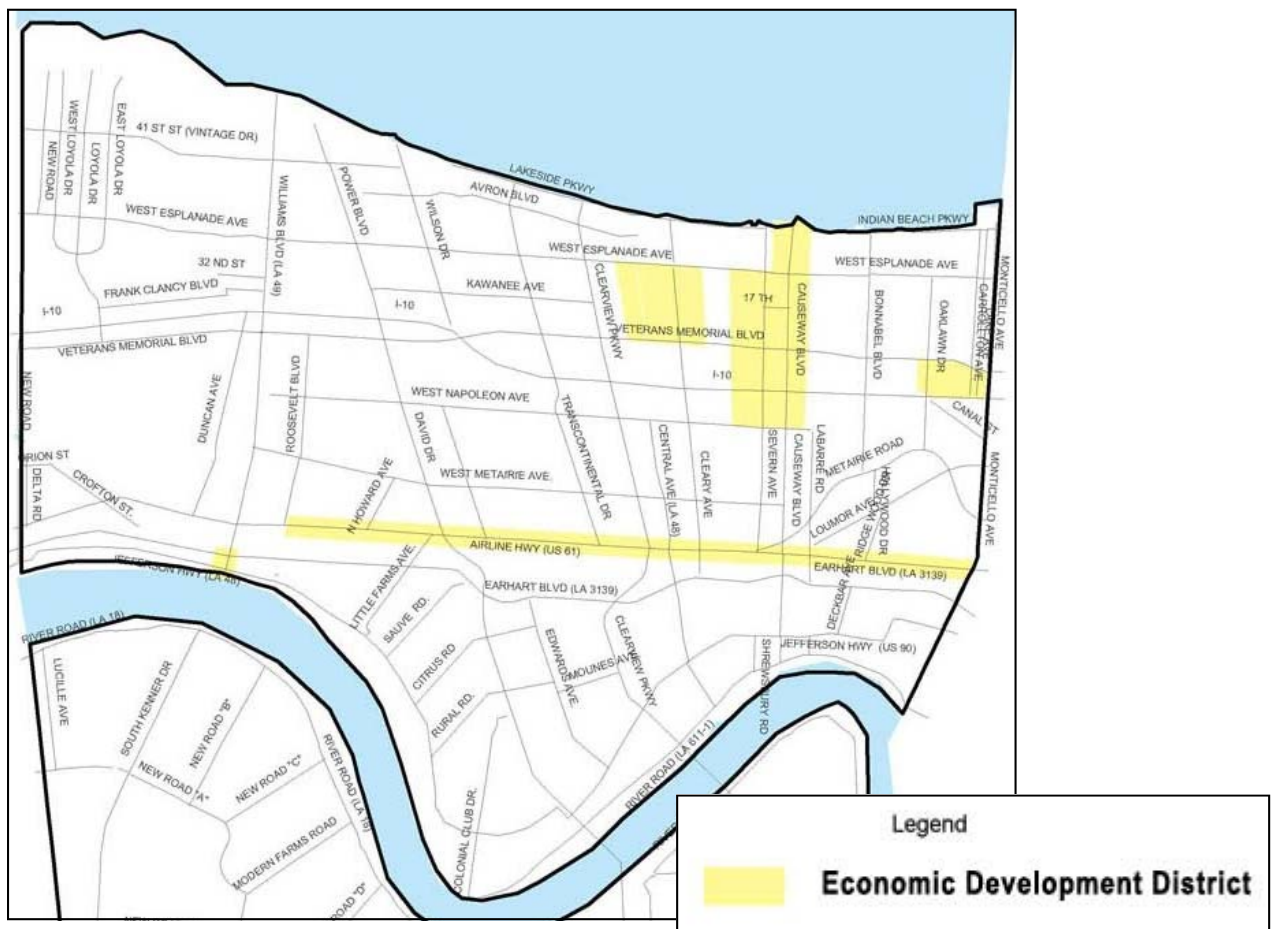 41 ST ST (VINTAGE DR)
NEW ROAD
WEST LOYOLA DR
LOYOLA DR
EAST LOYOLA DR
WILLIAMS BLVD (LA 49)
POWER BLVD
WILSON DR
LAKESIDE PKWY
AVRON BLVD
INDIAN BEACH PKWY
WEST ESPLANADE AVE
WEST ESPLANADE AVE
WEST ESPLANADE AVE
32 ND ST
FRANK CLANCY BLVD
KAWANEE AVE
CLEARVIEW PKWY
17 TH
CAUSEWAY BLVD
BONNABEL BLVD
OAKLAWN DR
CARROLLTON AVE
MONTICELLO AVE
I-10
I-10
I-10
VETERANS MEMORIAL BLVD
VETERANS MEMORIAL BLVD
NEW ROAD
DUNCAN AVE
ROOSEVELT BLVD
WEST NAPOLEON AVE
DAVID DR
TRANSCONTINENTAL DR
CENTRAL AVE (LA 48)
CLEARY AVE
SEVERN AVE
CAUSEWAY BLVD
LABARRE RD
METAIRIE ROAD
CANAL ST
MONTICELLO AVE
ORION ST
DELTA RD
CROFTON ST.
N HOWARD AVE
WEST METAIRIE AVE.
LOUMOR AVE
HOLLYWOOD DR
AIRLINE HWY (US 61)
EARHART BLVD (LA 3139)
EARHART BLVD (LA 3139)
JEFFERSON HWY (LA 48)
LITTLE FARMS AVE.
SAUVE RD.
CITRUS RD
RURAL RD.
EDWARDS AVE.
CLEARVIEW PKWY
MOUNES AVE
DECKBAR AVE
JEFFERSON HWY (US 90)
SHREWSBURY RD
RIVER ROAD (LA 18)
LUCILLE AVE
SOUTH KENNER DR
NEW ROAD "B"
NEW ROAD "A"
NEW ROAD "C"
RIVER ROAD (LA 18)
MODERN FARMS ROAD
ROAD "D"
COLONIAL CLUB DR.
RIVER ROAD (LA 611-1)
Legend
Economic Development District